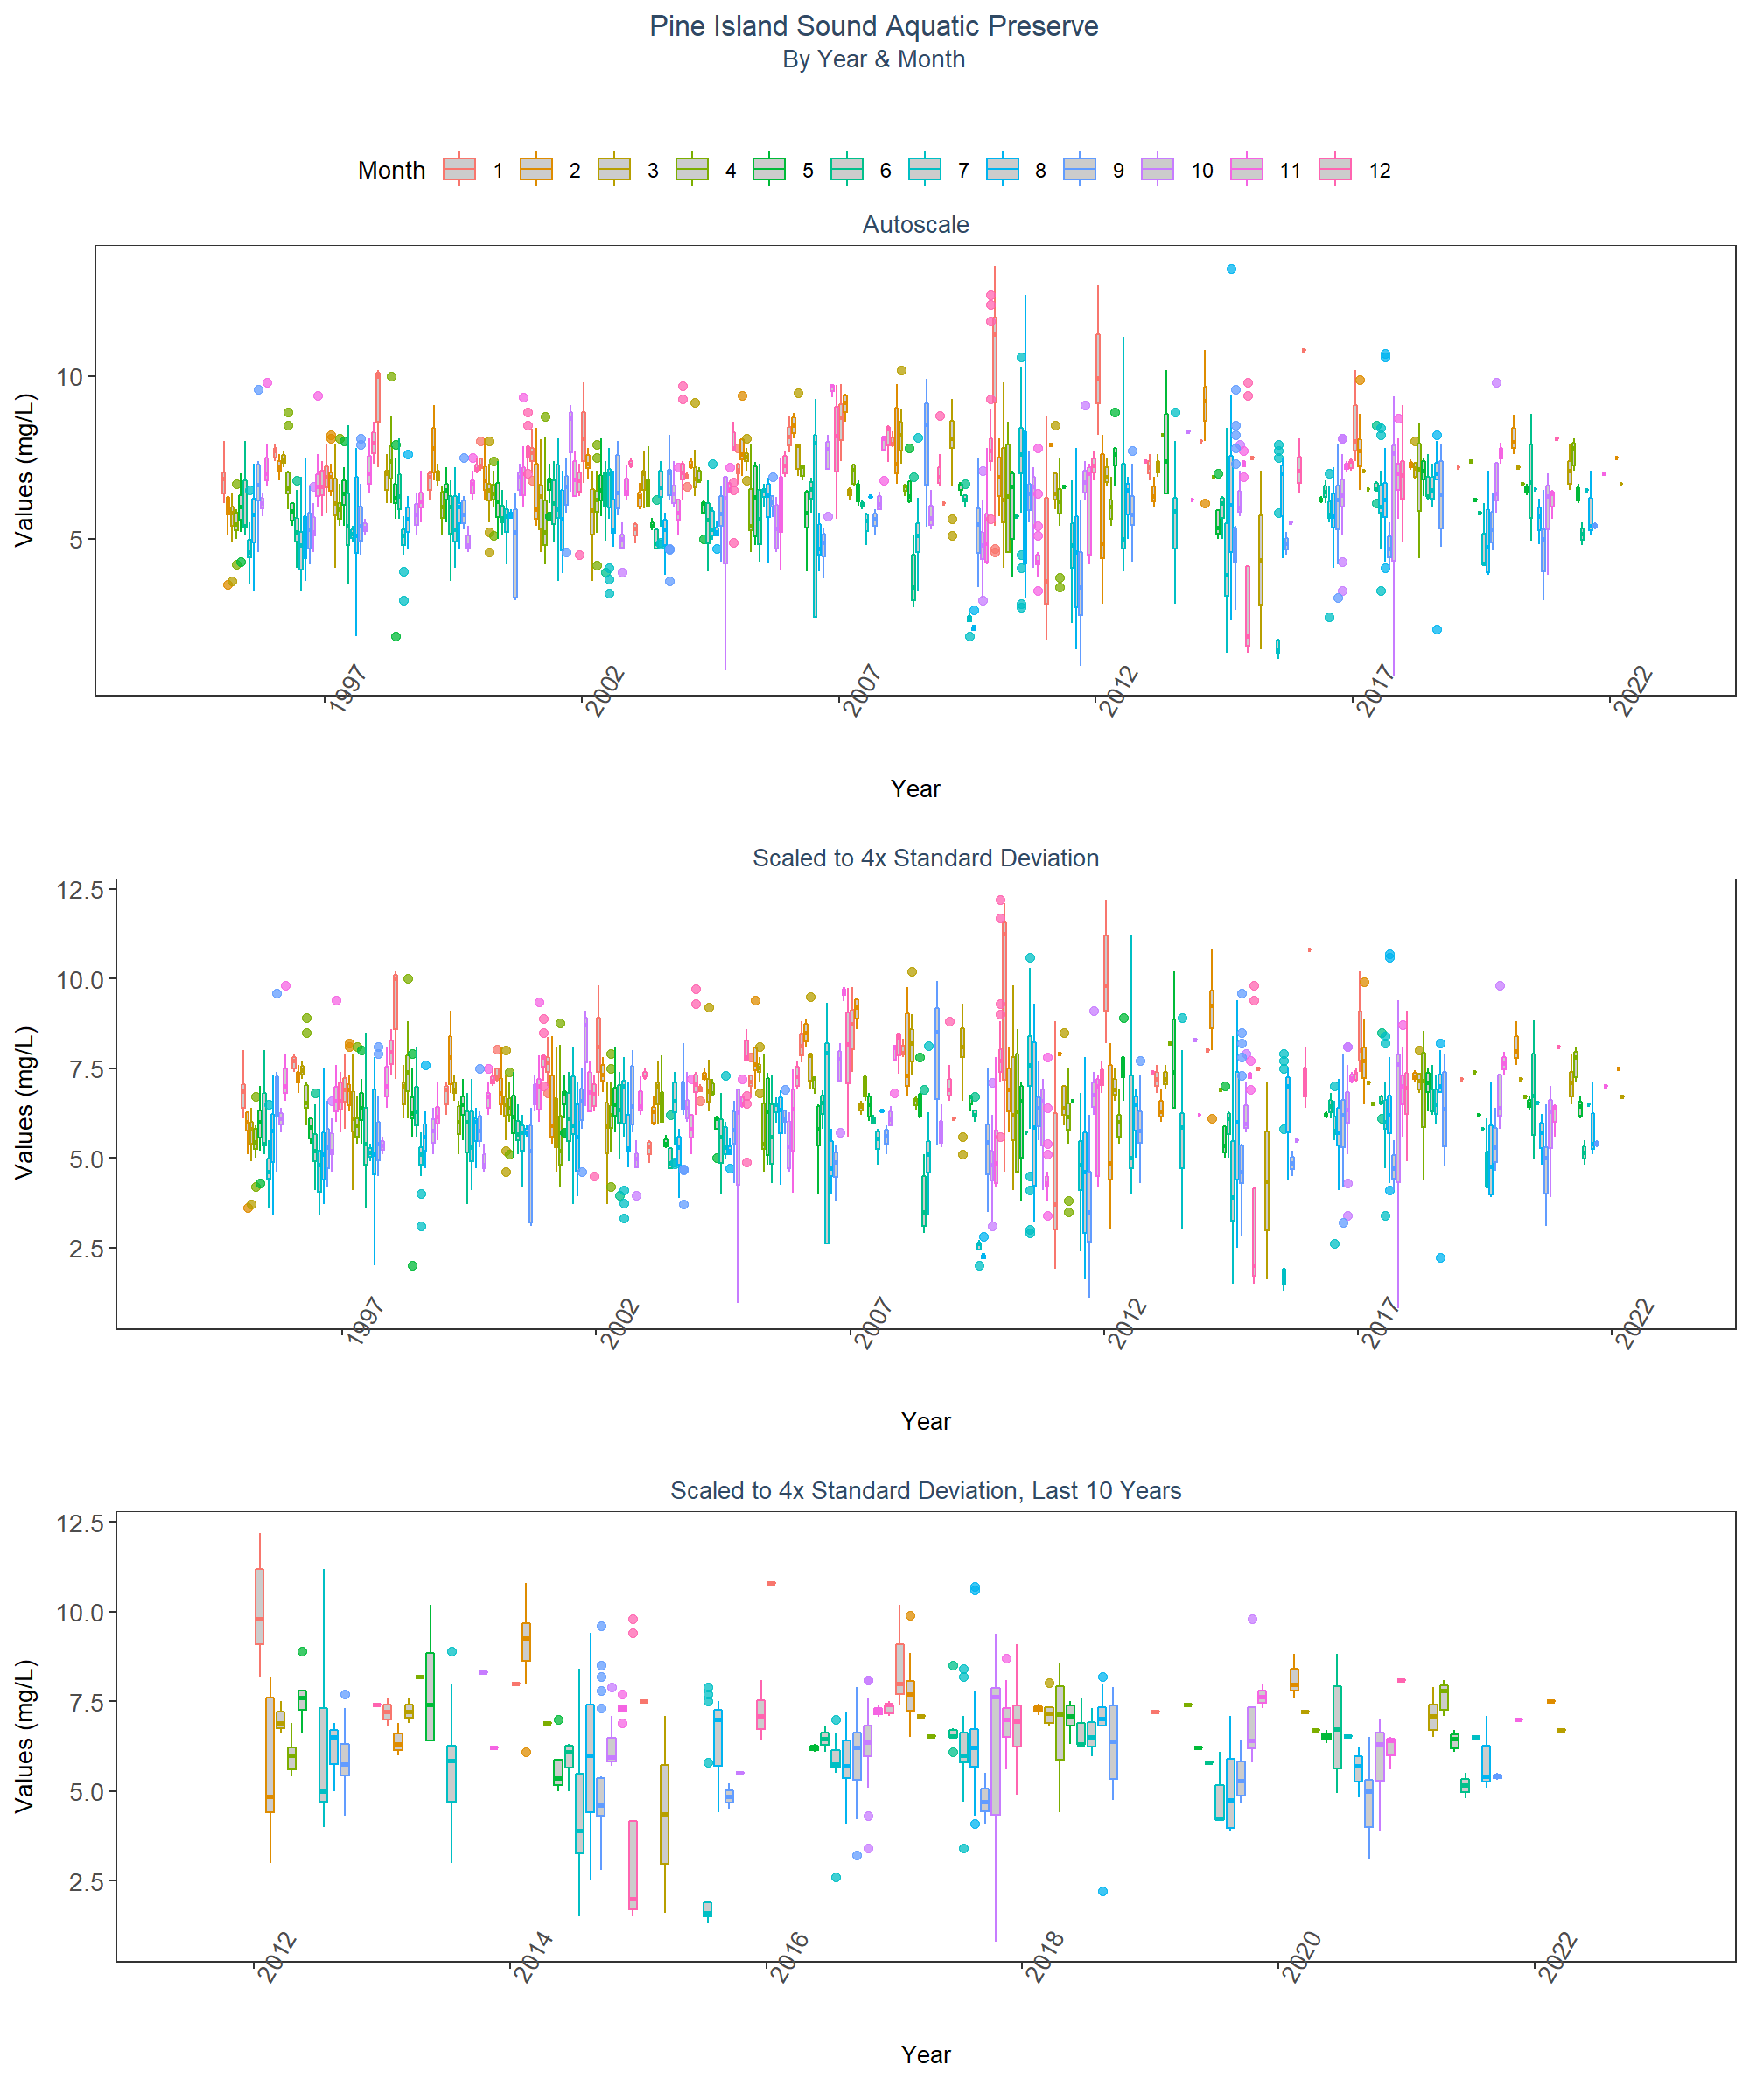 Pine Island Sound Aquatic Preserve
By Year & Month
Month 1 2 3 4 5 6 7 8 9 10 11 12
Autoscale
Values (mg/L)
10
5
1997 2002 2007 2012 2017 2022
Year
Scaled to 4x Standard Deviation
Values (mg/L)
12.5
10.0
7.5
5.0
2.5
1997 2002 2007 2012 2017 2022
Year
Scaled to 4x Standard Deviation, Last 10 Years
Values (mg/L)
12.5
10.0
7.5
5.0
2.5
2012 2014 2016 2018 2020 2022
Year